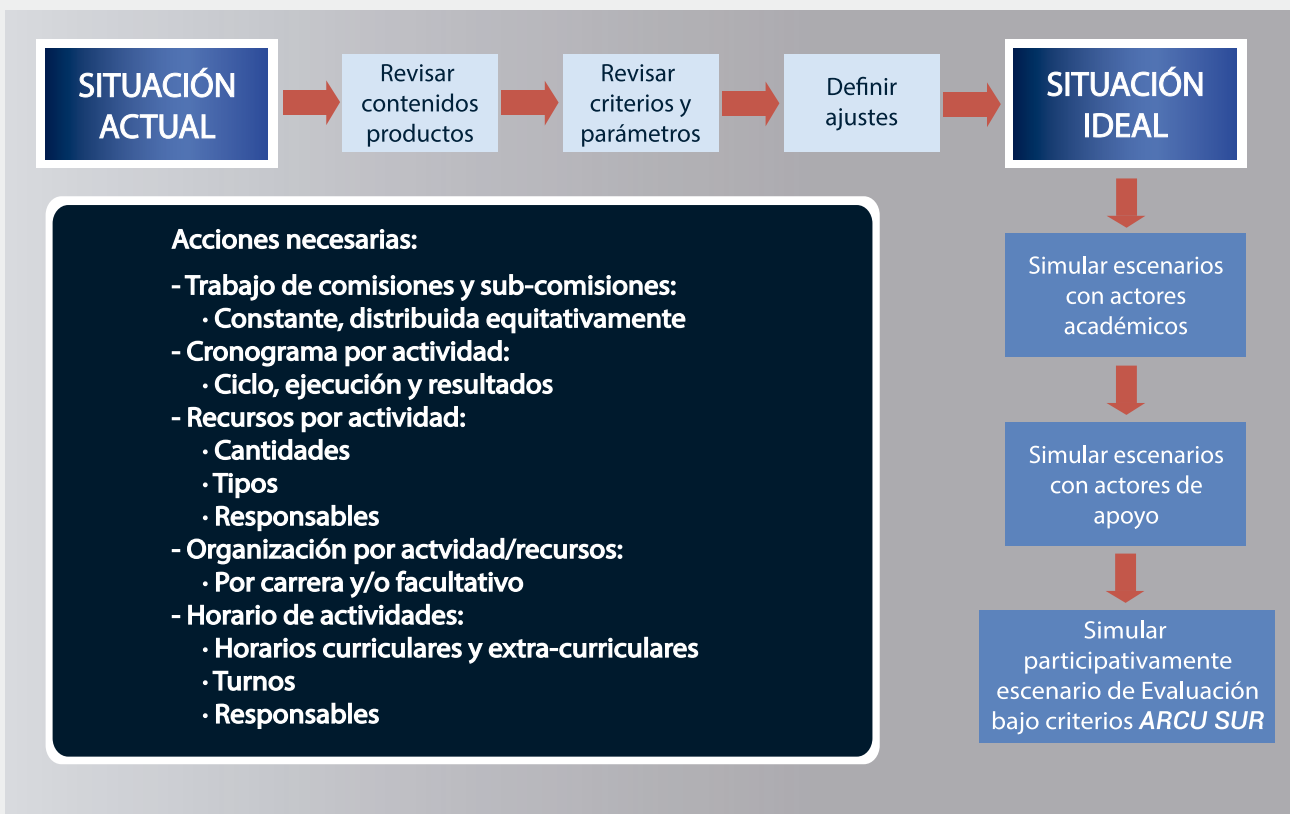 SITUACIÓN
ACTUAL
Revisar
contenidos
productos
Revisar
criterios y
parámetros
Definir
ajustes
SITUACIÓN
IDEAL
Acciones necesarias:
- Trabajo de comisiones y sub-comisiones:
· Constante, distribuida equitativamente
- Cronograma por actividad:
· Ciclo, ejecución y resultados
- Recursos por actividad:
· Cantidades
· Tipos
· Responsables
- Organización por actvidad/recursos:
· Por carrera y/o facultativo
- Horario de actividades:
· Horarios curriculares y extra-curriculares
· Turnos
· Responsables
Simular escenarios
con actores
académicos
Simular escenarios
con actores de
apoyo
Simular
participativamente
escenario de Evaluación
bajo criterios ARCU SUR